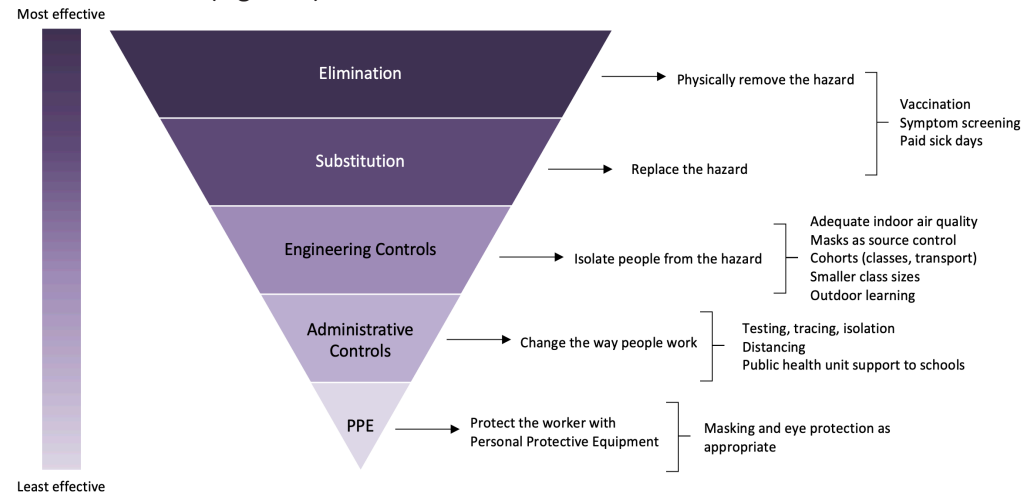 Most effective
Elimination
Physically remove the hazard
Vaccination
Symptom screening
Paid sick days
Substitution
Replace the hazard
Engineering Controls
Isolate people from the hazard
Adequate indoor air quality
Masks as source control
Cohorts (classes, transport)
Smaller class sizes
Outdoor learning
Administrative
Controls
Change the way people work
Testing, tracing, isolation
Distancing
Public health unit support to schools
PPE
Protect the worker with
Personal Protective Equipment
Masking and eye protection as
appropriate
Least effective